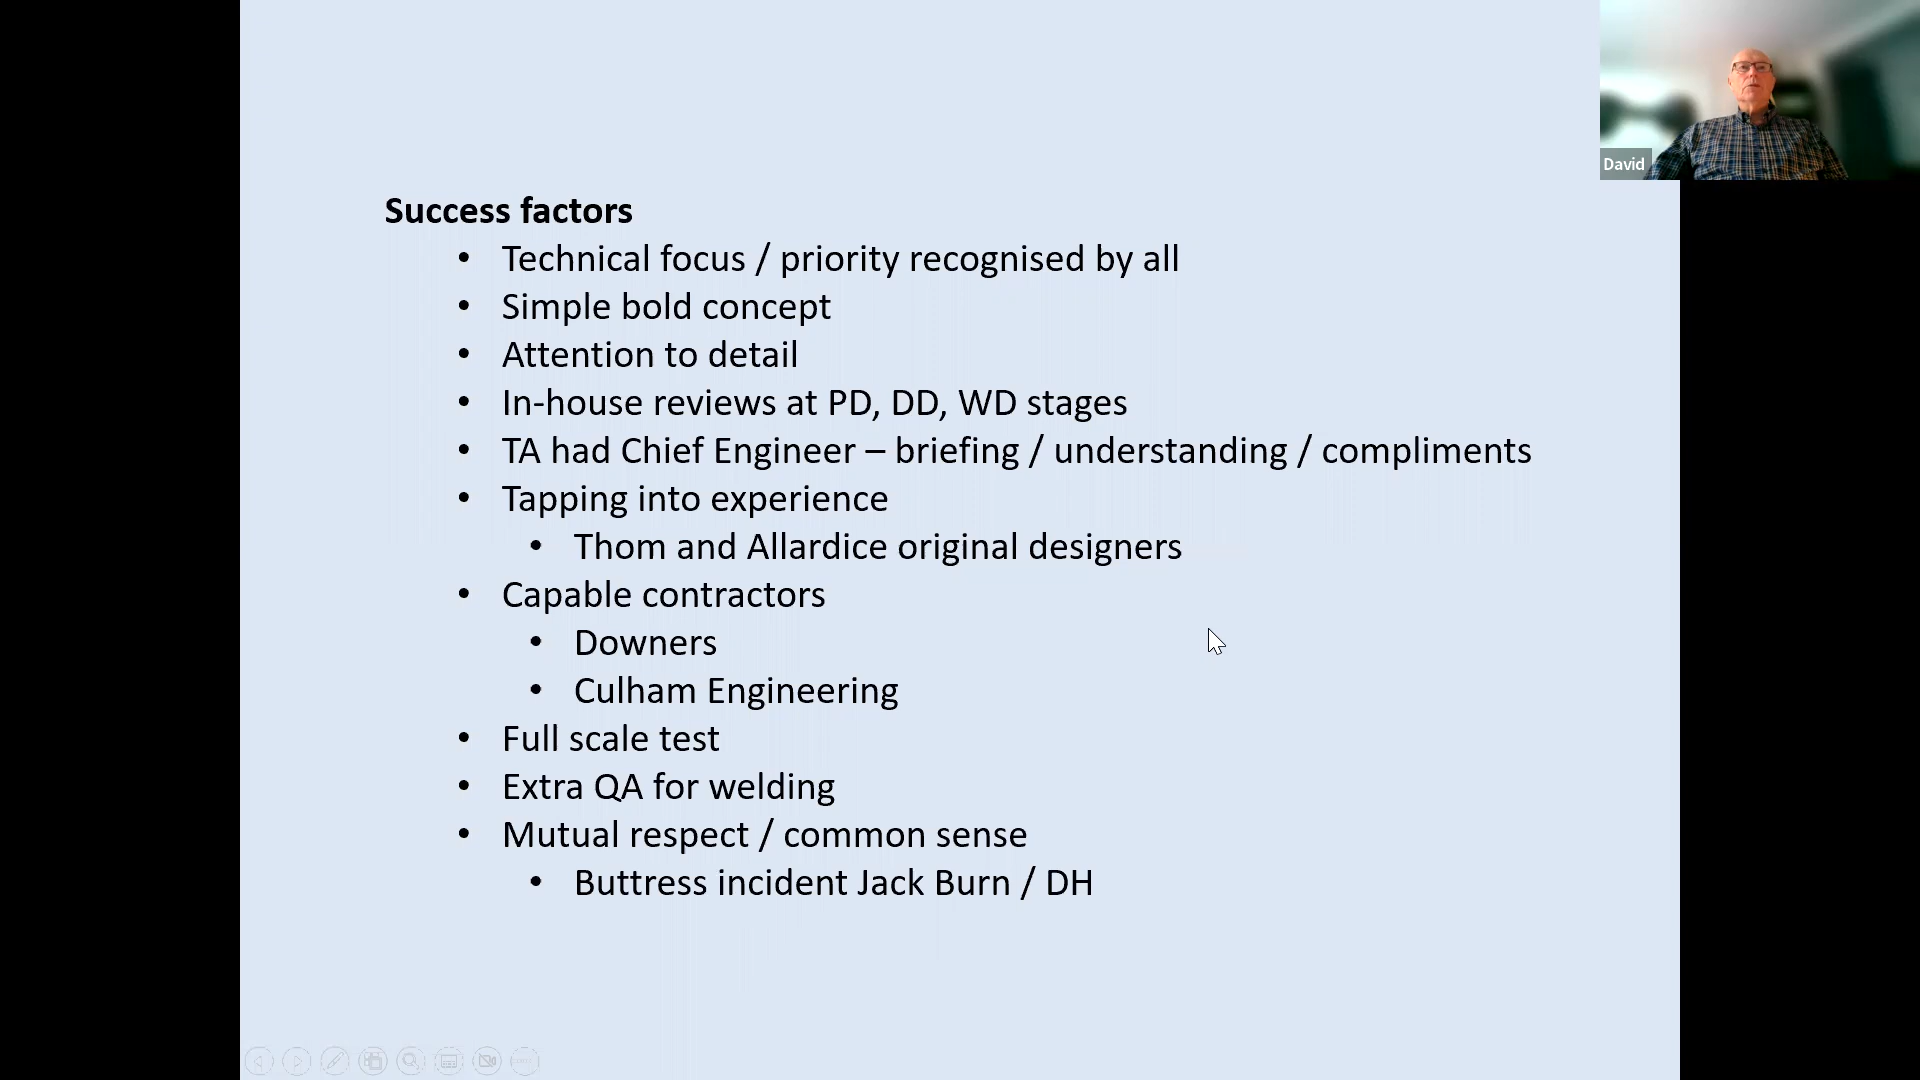 David
Success factors
• Technical focus / priority recognised by all
• Simple bold concept
• Attention to detail
• In-house reviews at PD, DD, WD stages
• TA had Chief Engineer – briefing / understanding / compliments
• Tapping into experience
• Thom and Allardice original designers
• Capable contractors
• Downers
• Culham Engineering
• Full scale test
• Extra QA for welding
• Mutual respect / common sense
• Buttress incident Jack Burn / DH